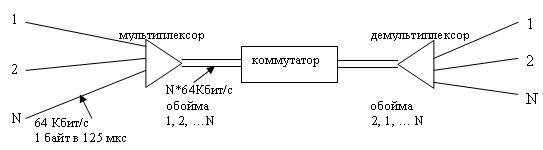 1
2
N
мультиплексор
коммутатор
демультиплексор
1
2
N
64 Кбит/с
1 байт в 125 мкс
N*64Кбит/с
обойма
1, 2, ...N
обойма
2, 1, ... N